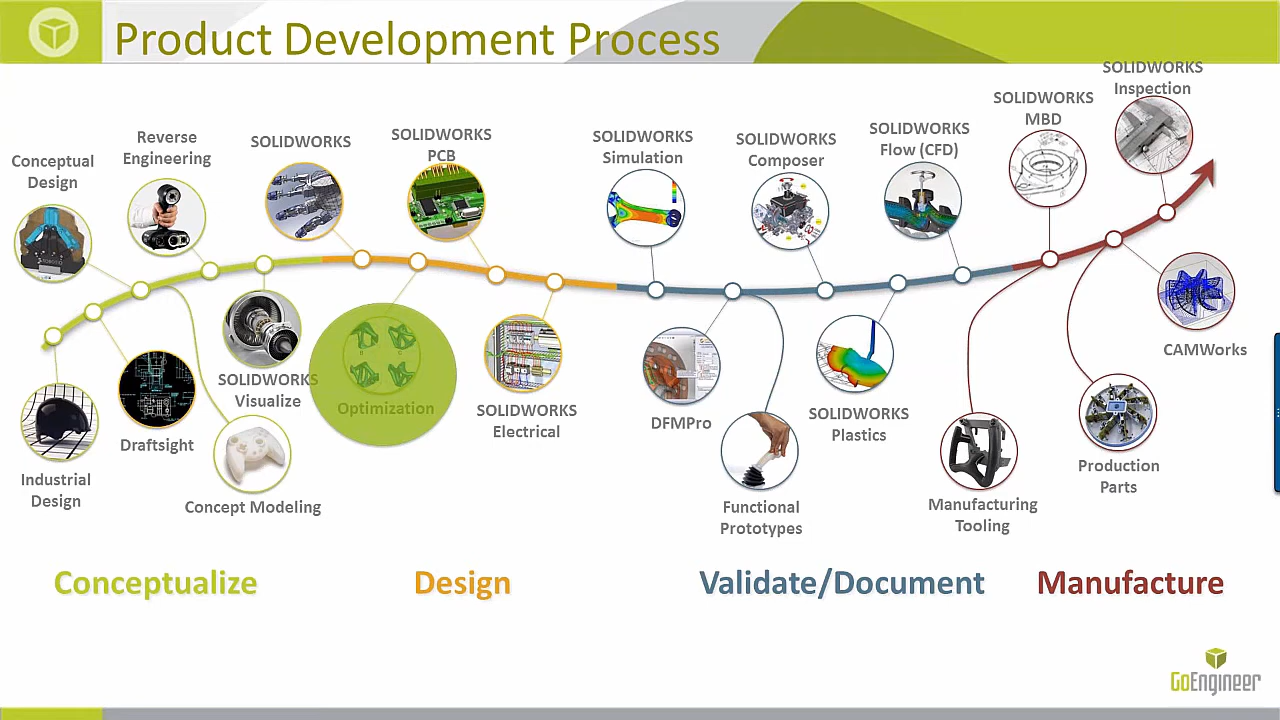 Product Development Process
Conceptual
Design
Reverse
Engineering
SOLIDWORKS
SOLIDWORKS
PCB
SOLIDWORKS
Simulation
SOLIDWORKS
Composer
SOLIDWORKS
Flow (CFD)
SOLIDWORKS
MBD
SOLIDWORKS
Inspection
Industrial
Design
Draftsight
SOLIDWORKS
Visualize
Concept Modeling
Optimization
SOLIDWORKS
Electrical
DFMPro
Functional
Prototypes
SOLIDWORKS
Plastics
Manufacturing
Tooling
Production
Parts
CAMWorks
Conceptualize
Design
Validate/Document
Manufacture
GoEngineer